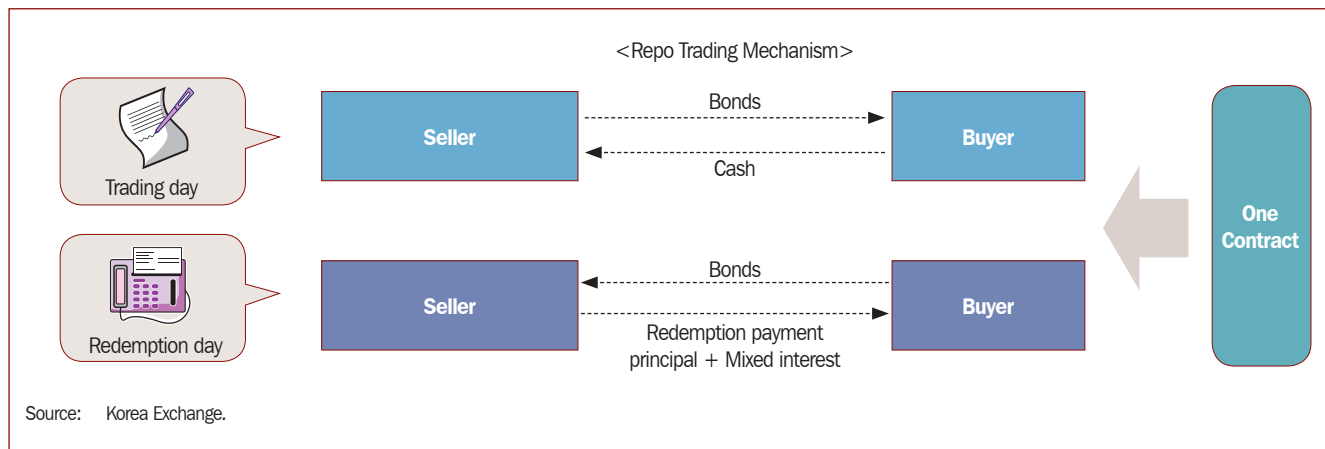 <Repo Trading Mechanism>
Trading day
Seller
Bonds
Cash
Buyer
One
Contract
Redemption day
Seller
Bonds
Redemption payment
principal + Mixed interest
Buyer
Source: Korea Exchange.